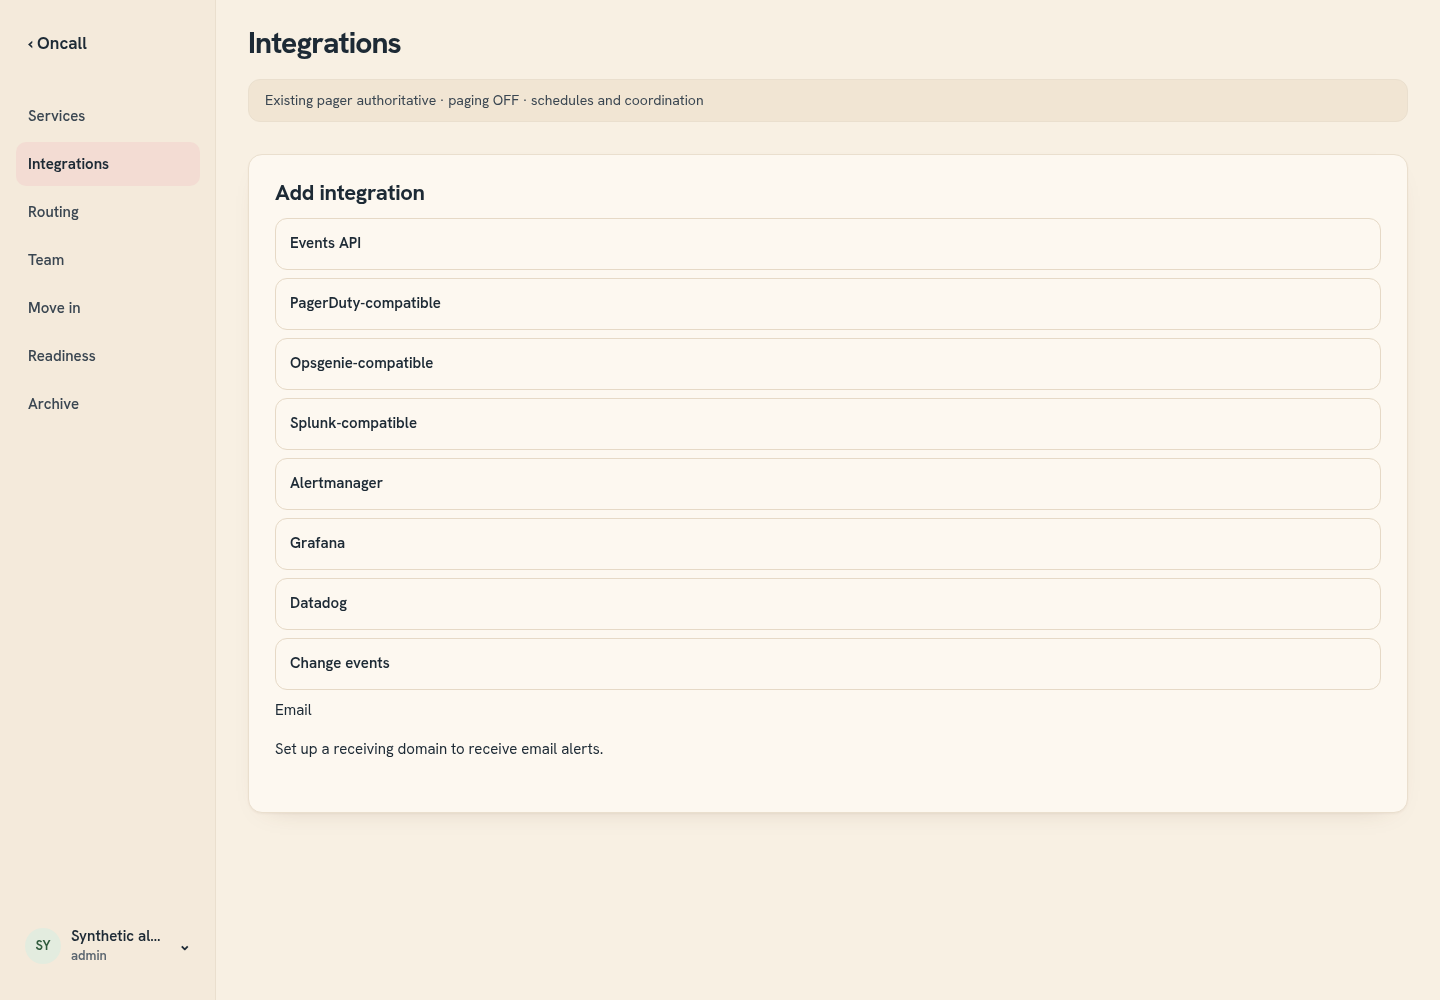 ‹ Oncall
Services
Integrations
Routing
Team
Move in
Readiness
Archive
SY
Synthetic al...
admin
Integrations
Existing pager authoritative · paging OFF · schedules and coordination
Add integration
Events API
PagerDuty-compatible
Opsgenie-compatible
Splunk-compatible
Alertmanager
Grafana
Datadog
Change events
Email
Set up a receiving domain to receive email alerts.